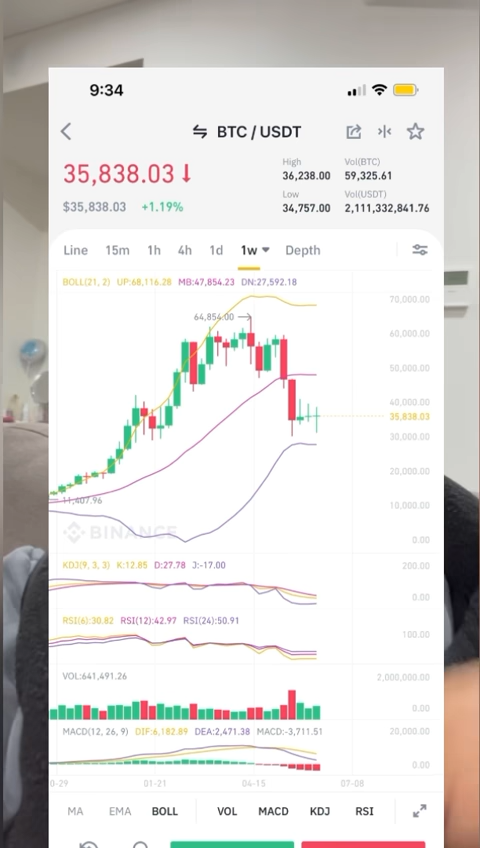 9:34
BTC / USDT
35,838.03
$35,838.03 +1.19%
High
36,238.00
Vol(BTC)
59,325.61
Low
34,757.00
Vol(USDT)
2,111,332,841.76
Line 15m 1h 4h 1d 1w Depth
BOLL(21, 2) UP:68,116.28 MB:47,854.23 DN:27,592.18
70,000.00
64,854.00
60,000.00
50,000.00
40,000.00
35,838.03
30,000.00
20,000.00
11,407.96
10,000.00
BINANCE
0.00
KDJ(9, 3, 3) K:12.85 D:27.78 J:-17.00
200.00
0.00
RSI(6):30.82 RSI(12):42.97 RSI(24):50.91
100.00
VOL:641,491.26
2,000,000.00
0.00
MACD(12, 26, 9) DIF:6,182.89 DEA:2,471.38 MACD:-3,711.51
20,000.00
0.00
0-29 01-21 04-15 07-08
MA EMA BOLL VOL MACD KDJ RSI